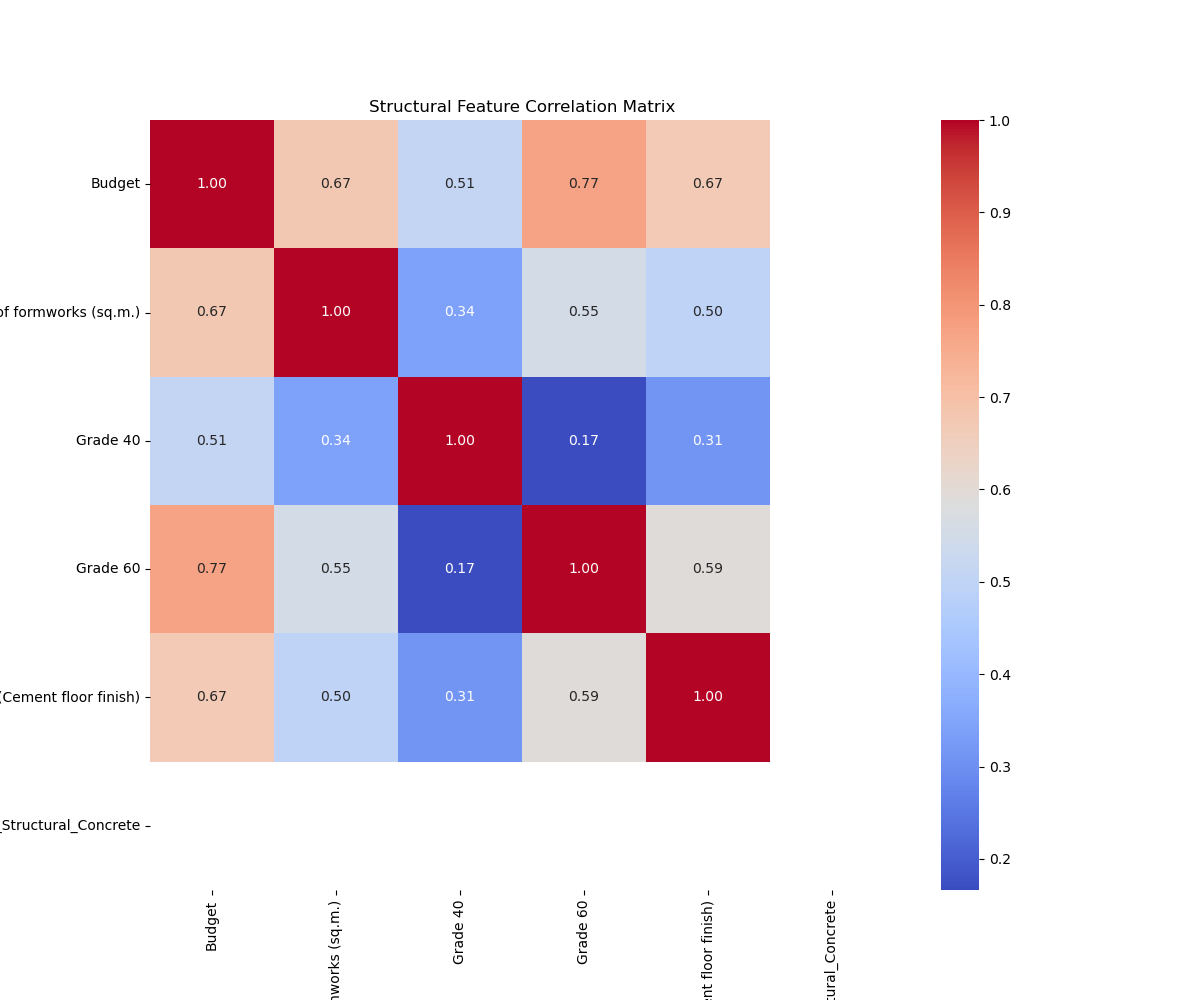 Structural Feature Correlation Matrix
Budget 1.00 0.67 0.51 0.77 0.67
of formworks (sq.m.) 0.67 1.00 0.34 0.55 0.50
Grade 40 0.51 0.34 1.00 0.17 0.31
Grade 60 0.77 0.55 0.17 1.00 0.59
(Cement floor finish) 0.67 0.50 0.31 0.59 1.00
_Structural_Concrete
1.0
0.9
0.8
0.7
0.6
0.5
0.4
0.3
0.2
Budget
(sq.m.)
Grade 40
Grade 60
floor finish)
_Concrete